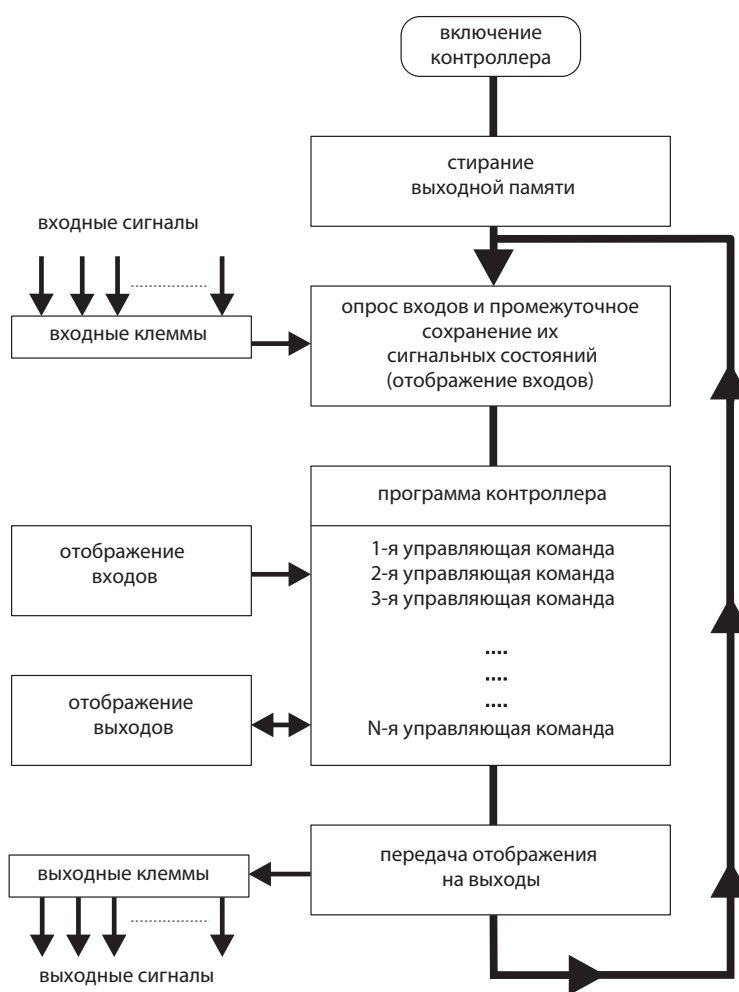 включение
контроллера
стирание
выходной памяти
входные сигналы
входные клеммы
опрос входов и промежуточное
сохранение их
сигнальных состояний
(отображение входов)
программа контроллера
отображение
входов
1-я управляющая команда
2-я управляющая команда
3-я управляющая команда
....
....
....
N-я управляющая команда
отображение
выходов
передача отображения
на выходы
выходные клеммы
выходные сигналы